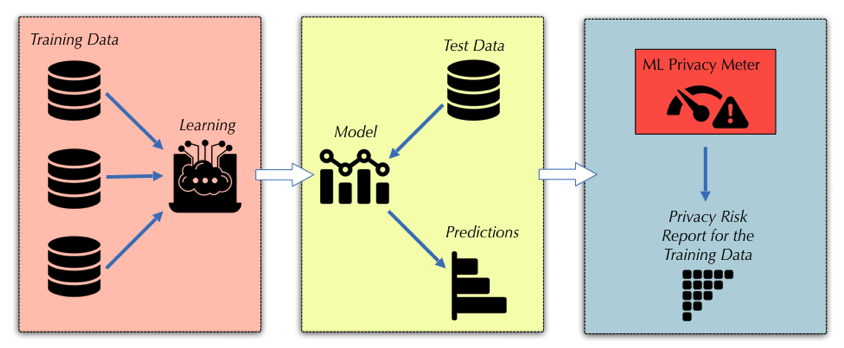 Training Data
Learning
Test Data
Model
Predictions
ML Privacy Meter
Privacy Risk
Report for the
Training Data